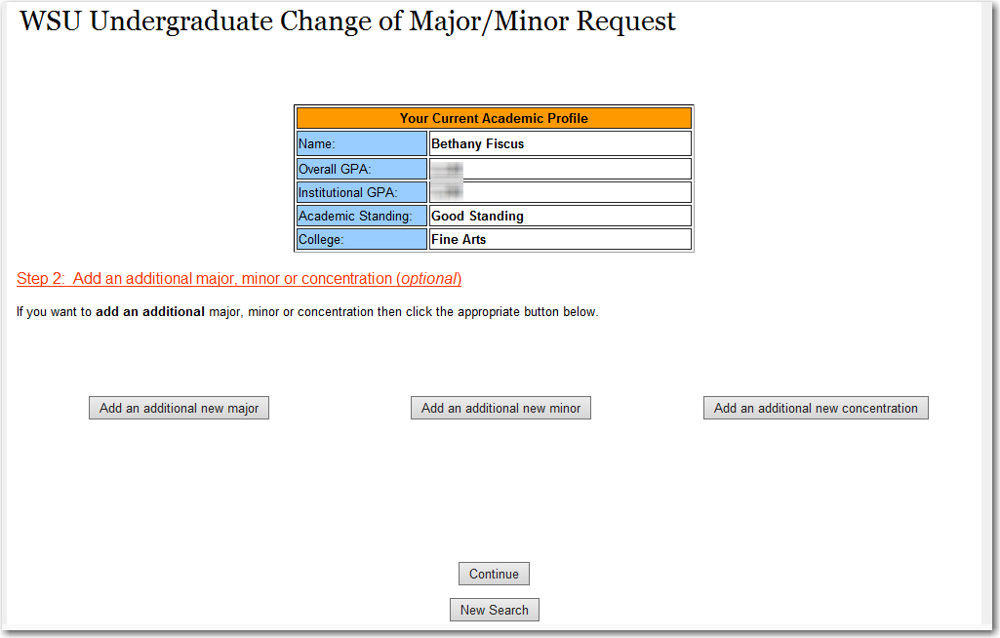 WSU Undergraduate Change of Major/Minor Request
Your Current Academic Profile
Name: Bethany Fiscus
Overall GPA:
Institutional GPA:
Academic Standing: Good Standing
College: Fine Arts
Step 2: Add an additional major, minor or concentration (optional)
If you want to add an additional major, minor or concentration then click the appropriate button below.
Add an additional new major Add an additional new minor Add an additional new concentration
Continue
New Search